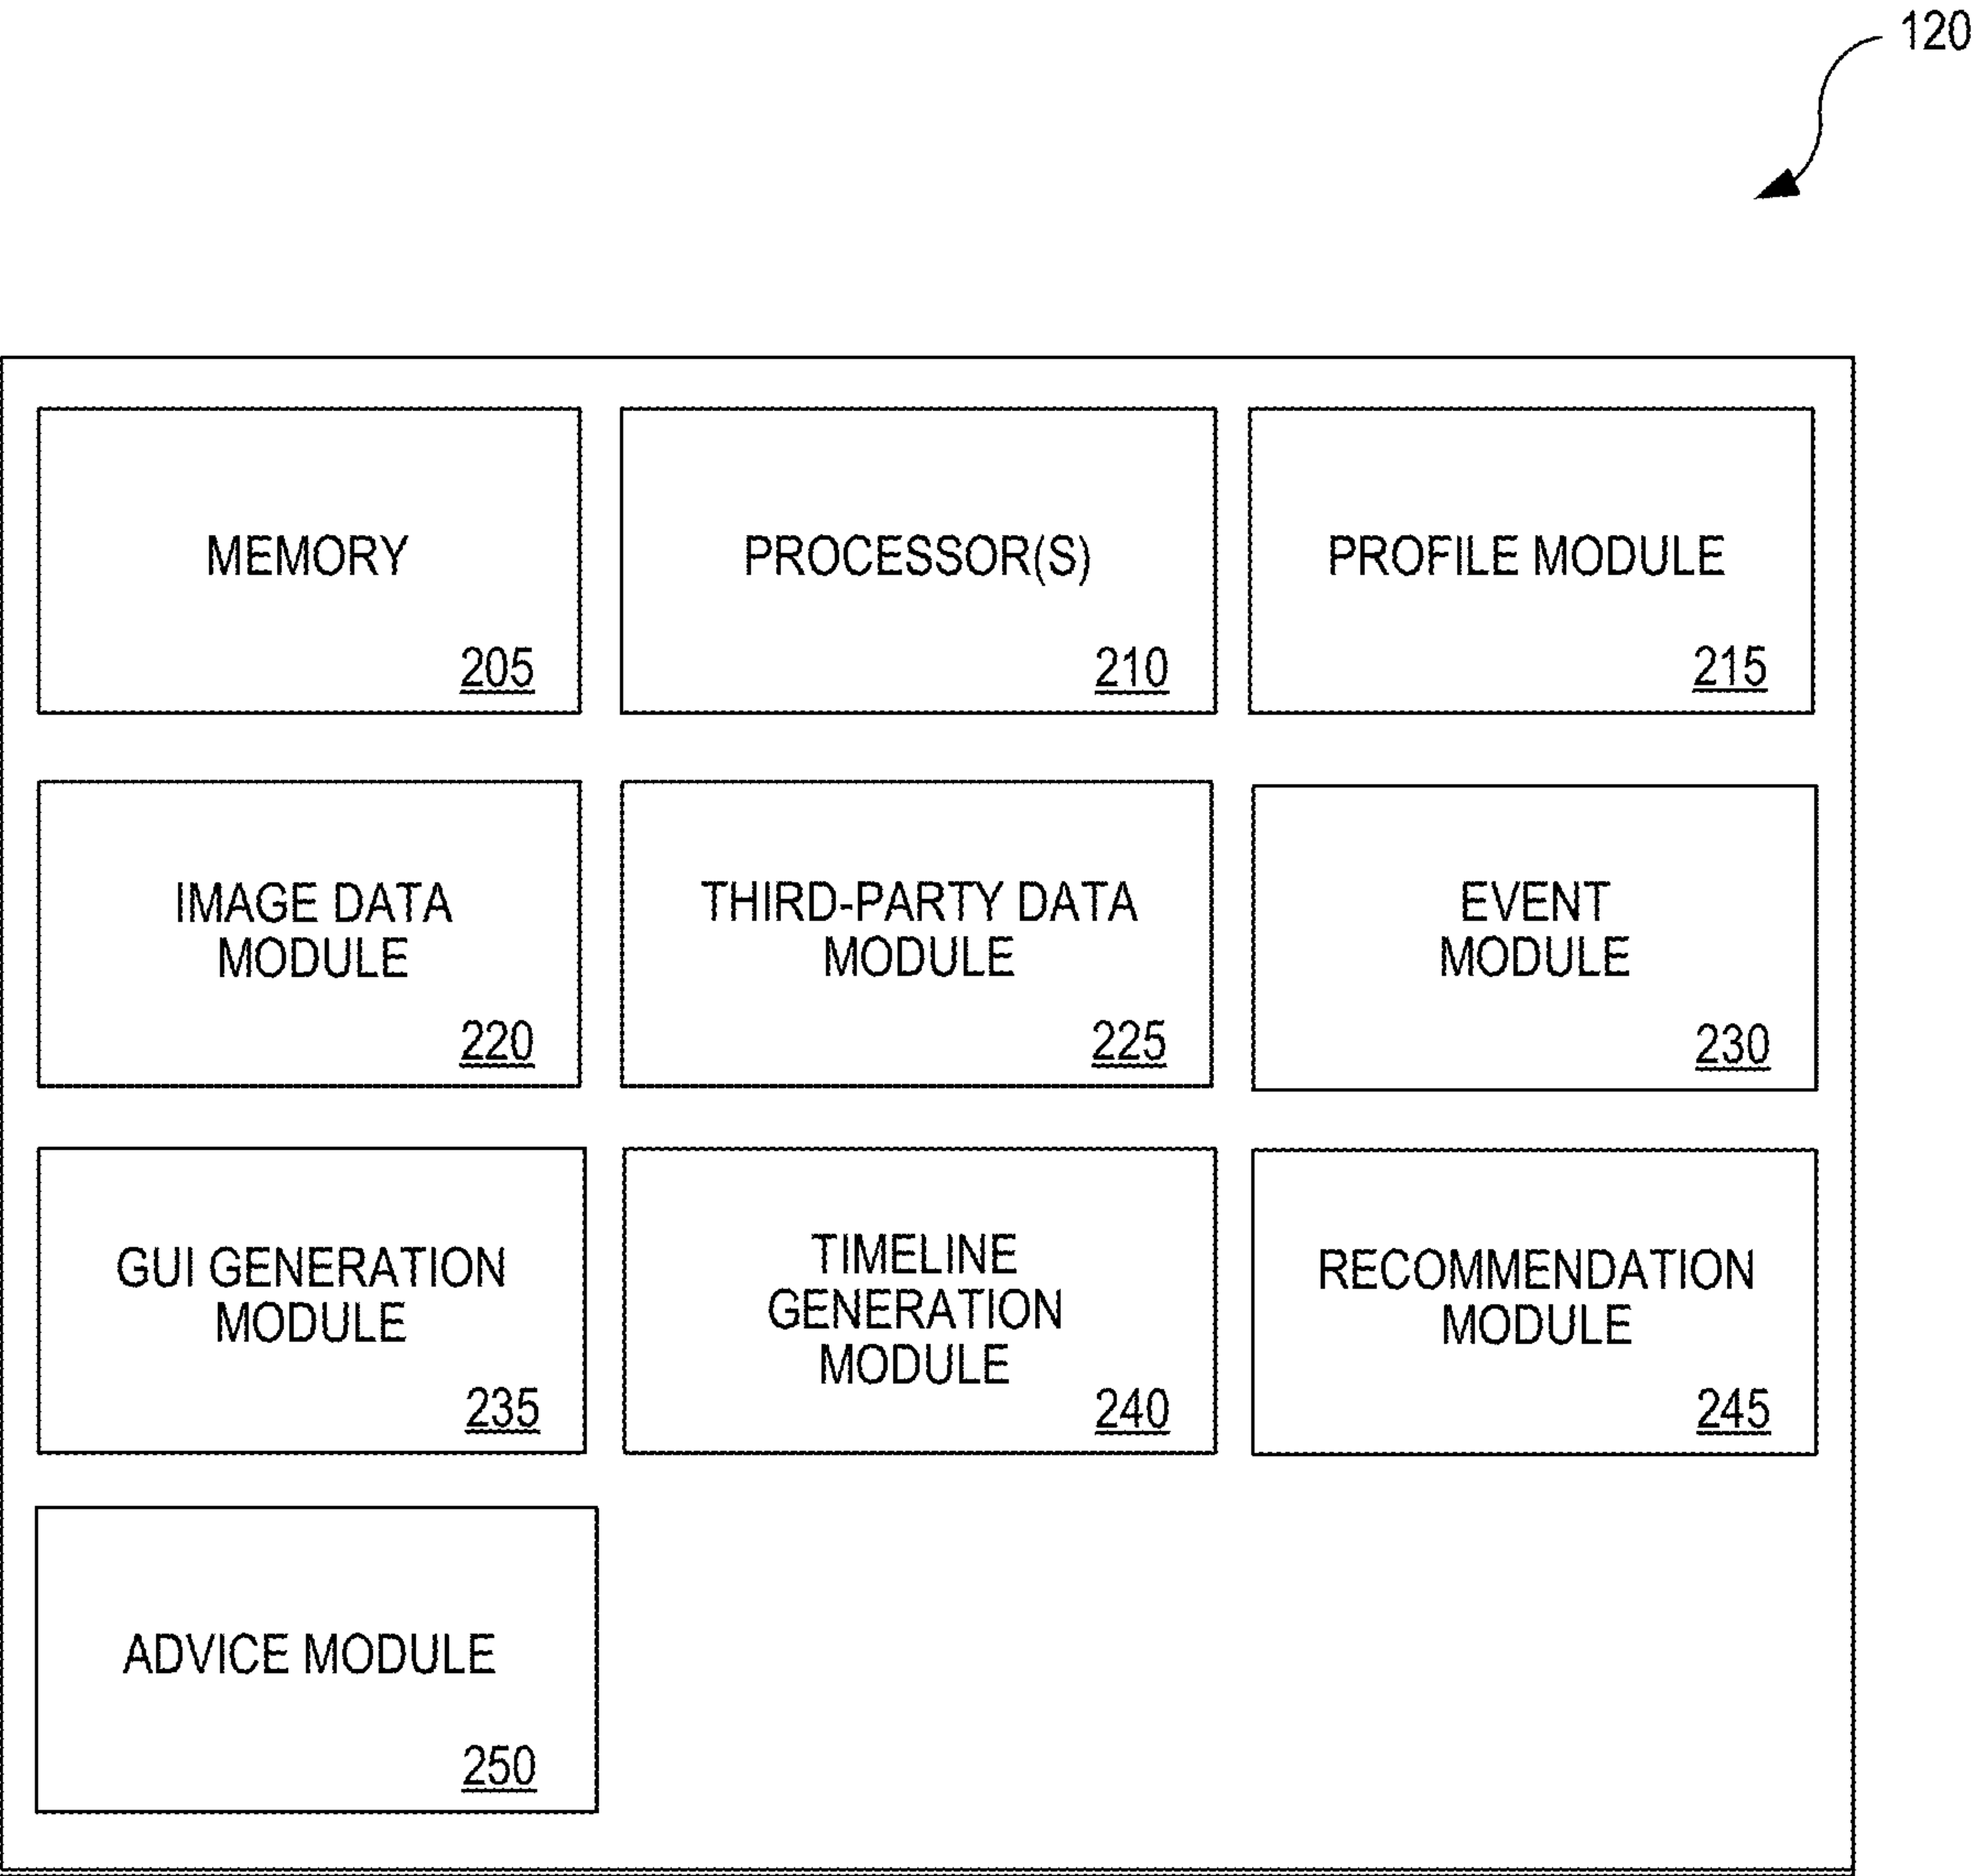 120
MEMORY
205
PROCESSOR(S)
210
PROFILE MODULE
215
IMAGE DATA
MODULE
220
THIRD-PARTY DATA
MODULE
225
EVENT
MODULE
230
GUI GENERATION
MODULE
235
TIMELINE
GENERATION
MODULE
240
RECOMMENDATION
MODULE
245
ADVICE MODULE
250